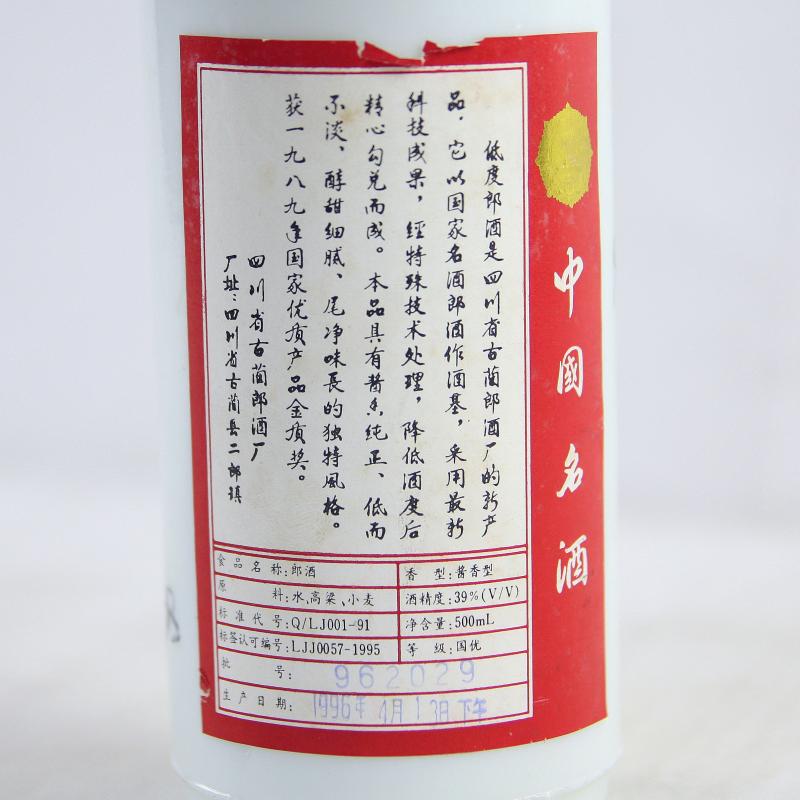 中國名酒
低度郎酒是四川省古蔺郎酒厂的新产
品，它以国家名酒郎酒作酒基，采用最新
科技成果，经特殊技术处理，降低酒度后
精心勾兑而成。本品具有酱香纯正、低而
不淡、醇甜细腻、尾净味長的独特風格。
获一九八九年国家优质产品金质奖。
四川省古蔺郎酒厂
厂址：四川省古蔺县二郎镇
食品名称:郎酒
香型:酱香型
原料:水、高梁、小麦
酒精度:39%(V/V)
标准代号:Q/LJ001-91
净含量:500mL
标签认可编号:LJJ0057-1995
等级:国优
批号:962029
生产日期:1996年4月13日下午